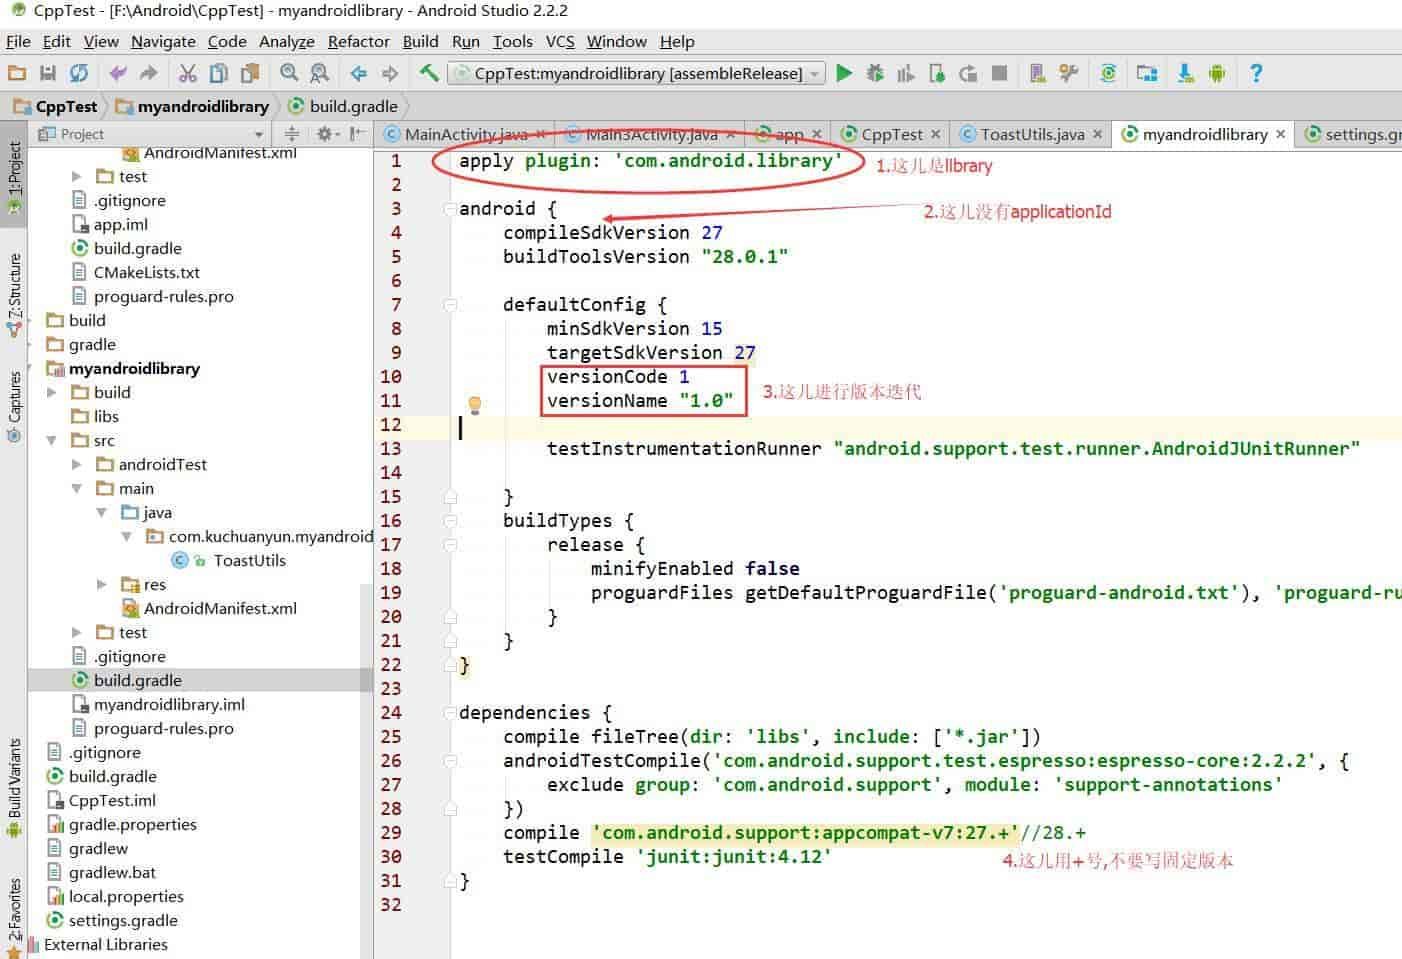 CppTest - [F:\Android\CppTest] - myandroidlibrary - Android Studio 2.2.2
File Edit View Navigate Code Analyze Refactor Build Run Tools VCS Window Help
CppTest:myandroidlibrary [assembleRelease]
CppTest myandroidlibrary build.gradle
Project
MainActivity.java Main3Activity.java app CppTest ToastUtils.java myandroidlibrary settings.gr
1: Project
7: Structure
Captures
Build Variants
2: Favorites
AndroidManifest.xml
test
.gitignore
app.iml
build.gradle
CMakeLists.txt
proguard-rules.pro
build
gradle
myandroidlibrary
build
libs
src
androidTest
main
java
com.kuchuanyun.myandroid
ToastUtils
res
AndroidManifest.xml
test
.gitignore
build.gradle
myandroidlibrary.iml
proguard-rules.pro
.gitignore
build.gradle
CppTest.iml
gradle.properties
gradlew
gradlew.bat
local.properties
settings.gradle
External Libraries
1 apply plugin: 'com.android.library' 1.这儿是library
2 2.这儿没有applicationId
3 android {
4 compileSdkVersion 27
5 buildToolsVersion "28.0.1"
6
7 defaultConfig {
8 minSdkVersion 15
9 targetSdkVersion 27
10 versionCode 1
3.这儿进行版本迭代
11 versionName "1.0"
12
13 testInstrumentationRunner "android.support.test.runner.AndroidJUnitRunner"
14
15 }
16 buildTypes {
17 release {
18 minifyEnabled false
19 proguardFiles getDefaultProguardFile('proguard-android.txt'), 'proguard-ru
20 }
21 }
22 }
23
24 dependencies {
25 compile fileTree(dir: 'libs', include: ['*.jar'])
26 androidTestCompile('com.android.support.test.espresso:espresso-core:2.2.2', {
27 exclude group: 'com.android.support', module: 'support-annotations'
28 })
29 compile 'com.android.support:appcompat-v7:27.+'//28.+
30 testCompile 'junit:junit:4.12'
4.这儿用+号,不要写固定版本
31 }
32